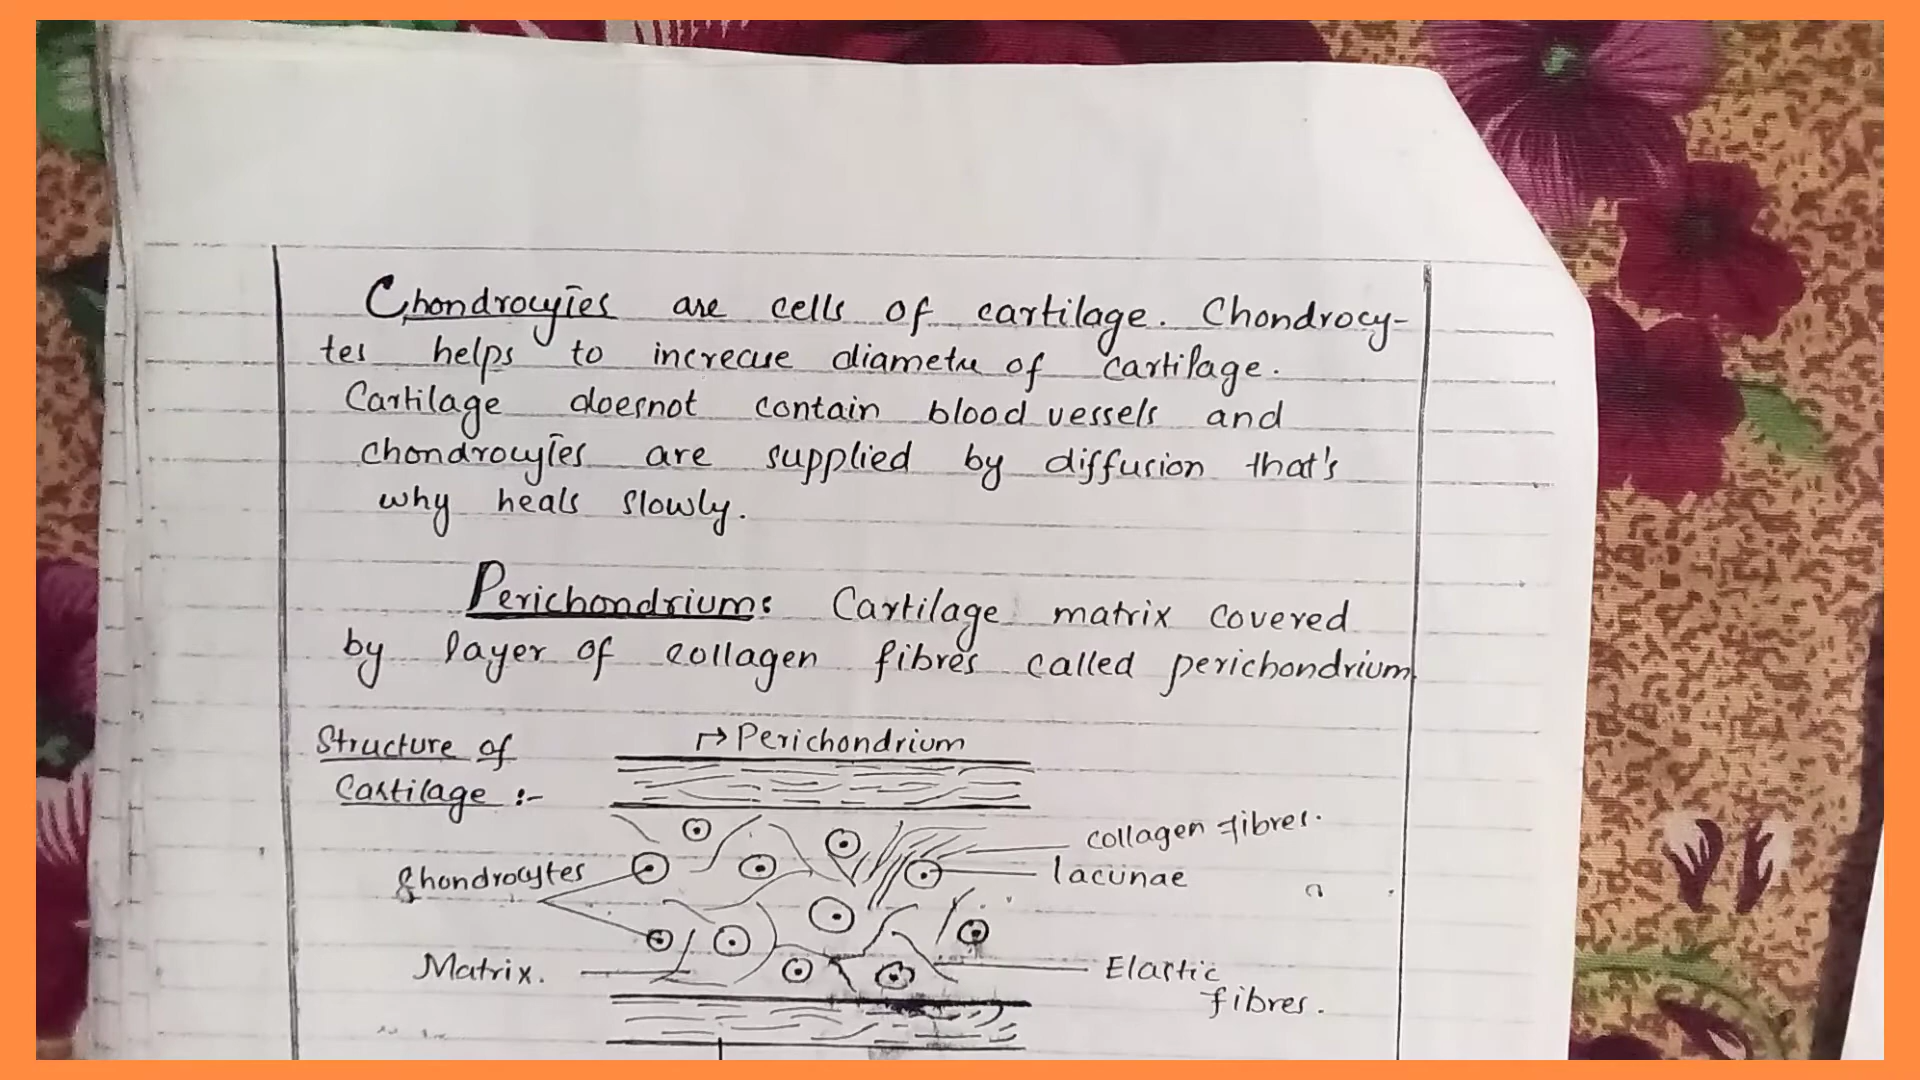 Chondrocytes are cells of cartilage. Chondrocy-
tes helps to increase diameter of cartilage.
Cartilage doesnot contain blood vessels and
chondrocytes are supplied by diffusion that's
why heals slowly.
Perichondrium: Cartilage matrix covered
by layer of collagen fibres called perichondrium.
Structure of
Cartilage :-
→ Perichondrium
collagen fibres.
Chondrocytes
lacunae
Matrix.
Elastic
fibres.